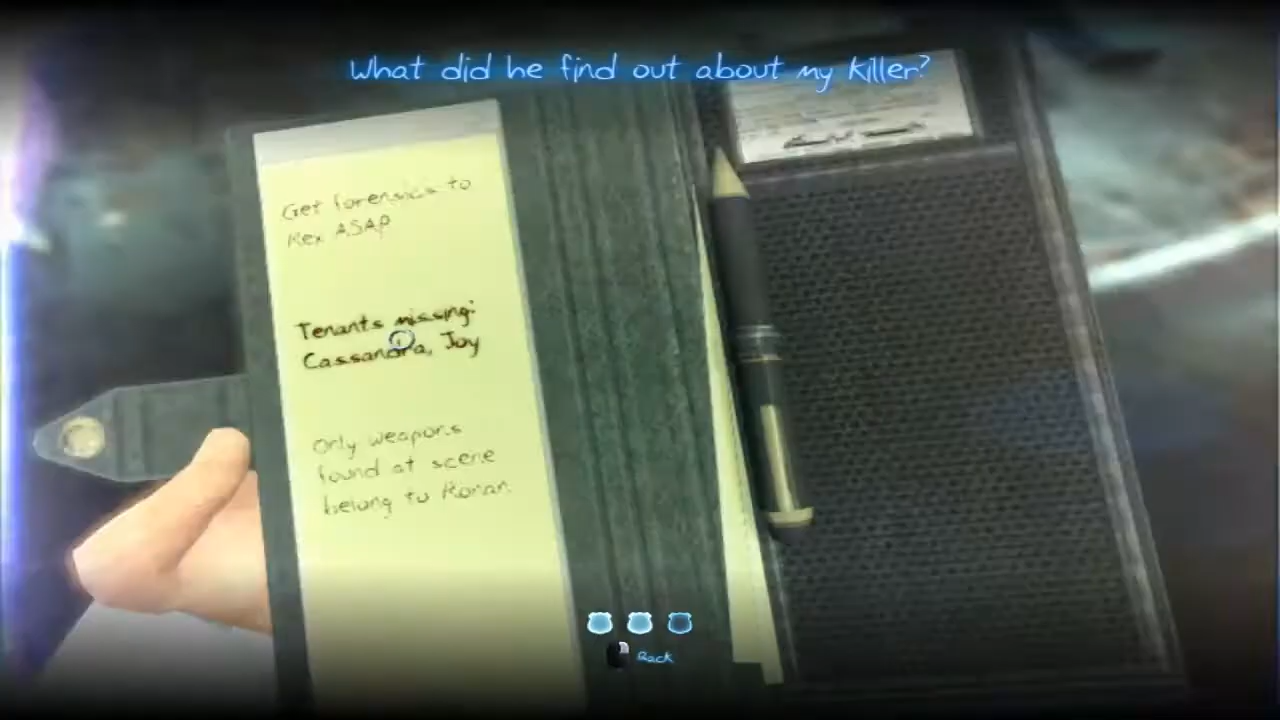 What did he find out about my killer?
Get forensics to
Rex ASAP
Tenants missing:
Cassandra, Joy
Only weapons
found at scene
belong to Ronan
Back